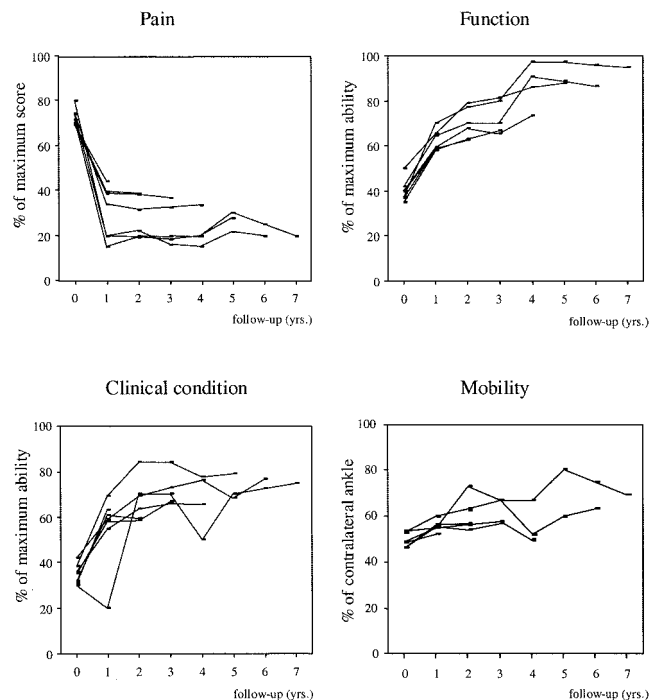 Pain
Function
% of maximum score
100
80
60
40
20
0
0 1 2 3 4 5 6 7
follow-up (yrs.)
% of maximum ability
100
80
60
40
20
0
0 1 2 3 4 5 6 7
follow-up (yrs.)
Clinical condition
Mobility
% of maximum ability
100
80
60
40
20
0
0 1 2 3 4 5 6 7
follow-up (yrs.)
% of contralateral ankle
100
80
60
40
20
0
0 1 2 3 4 5 6 7
follow-up (yrs.)